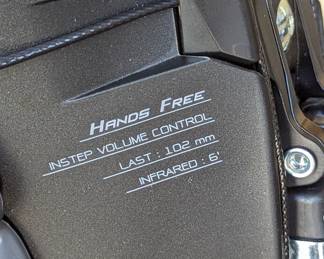 HANDS FREE
INSTEP VOLUME CONTROL
LAST : 102 mm
INFRARED : 6'